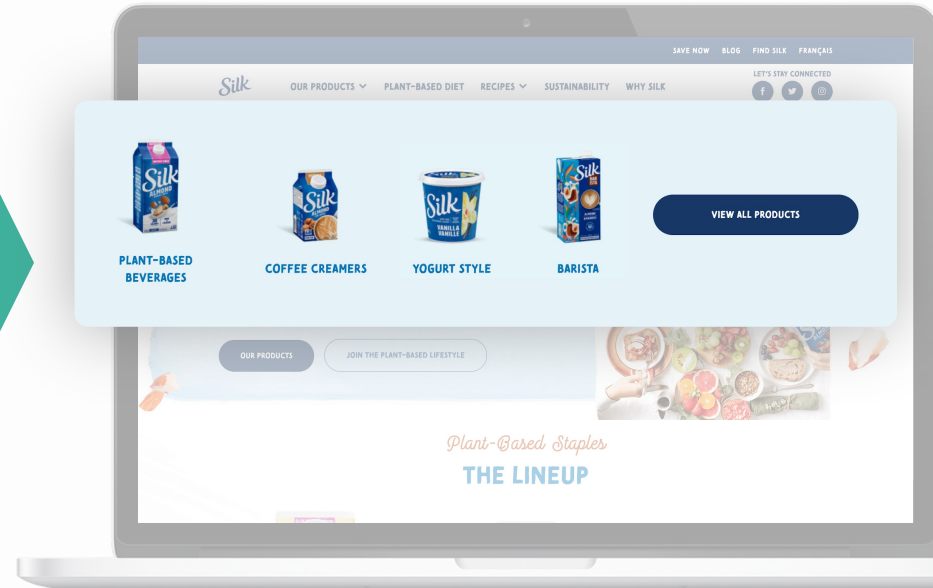 SAVE NOW BLOG FIND SILK FRANÇAIS
LET'S STAY CONNECTED
Silk
OUR PRODUCTS PLANT-BASED DIET RECIPES SUSTAINABILITY WHY SILK
Silk
ALMOND
Silk
ALMOND
Silk
VANILLA
VANILLE
Silk
PLANT-BASED
BEVERAGES
COFFEE CREAMERS
YOGURT STYLE
BARISTA
VIEW ALL PRODUCTS
OUR PRODUCTS
JOIN THE PLANT-BASED LIFESTYLE
Plant-Based Staples
THE LINEUP